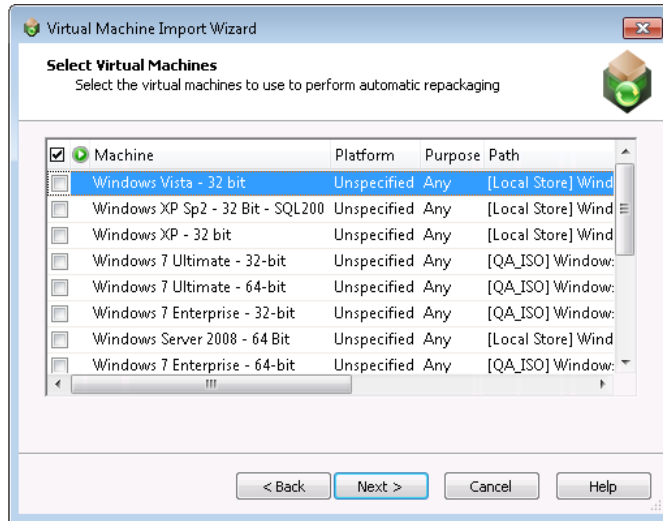 Virtual Machine Import Wizard
Select Virtual Machines
Select the virtual machines to use to perform automatic repackaging
Machine Platform Purpose Path
Windows Vista - 32 bit Unspecified Any [Local Store] Wind
Windows XP Sp2 - 32 Bit - SQL200 Unspecified Any [Local Store] Wind
Windows XP - 32 bit Unspecified Any [Local Store] Wind
Windows 7 Ultimate - 32-bit Unspecified Any [QA_ISO] Window:
Windows 7 Ultimate - 64-bit Unspecified Any [QA_ISO] Window:
Windows 7 Enterprise - 32-bit Unspecified Any [QA_ISO] Window:
Windows Server 2008 - 64 Bit Unspecified Any [Local Store] Wind
Windows 7 Enterprise - 64-bit Unspecified Any [QA_ISO] Window:
< Back Next > Cancel Help